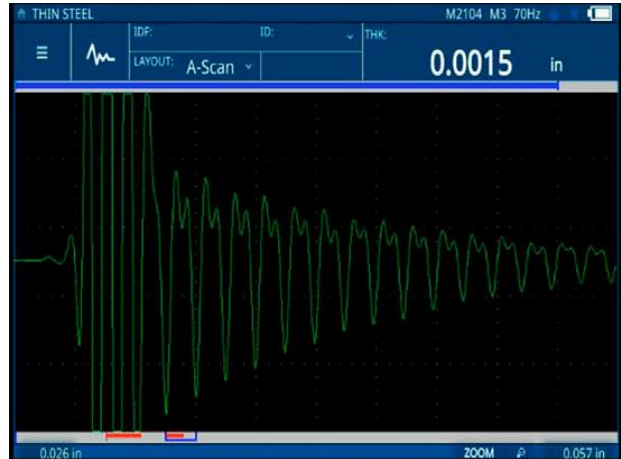 THIN STEEL M2104 M3 70Hz
IDF: ID: THK:
LAYOUT: A-Scan 0.0015 in
0.026 in ZOOM 0.057 in